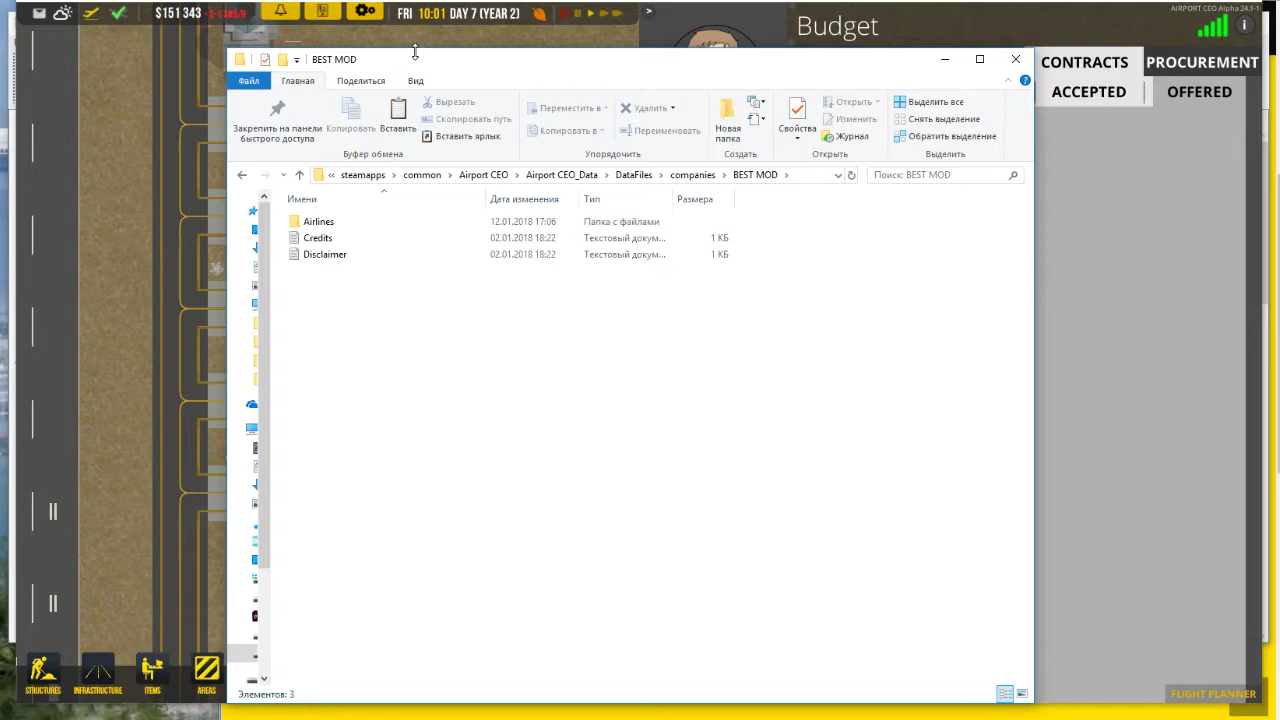 AIRPORT CEO Alpha 24.1-1
$151 343
FRI 10:01 DAY 7 (YEAR 2)
>
Budget
i
CONTRACTS PROCUREMENT
ACCEPTED OFFERED
BEST MOD
Файл Главная Поделиться Вид
Закрепить на панели быстрого доступа
Копировать
Вставить
Вырезать
Скопировать путь
Вставить ярлык
Буфер обмена
Переместить в
Копировать в
Удалить
Переименовать
Упорядочить
Новая папка
Создать
Свойства
Открыть
Изменить
Журнал
Открыть
Выделить все
Снять выделение
Обратить выделение
Выделить
« steamapps > common > Airport CEO > Airport CEO_Data > DataFiles > companies > BEST MOD >
Поиск: BEST MOD
Имени Дата изменения Тип Размера
Airlines 12.01.2018 17:06 Папка с файлами
Credits 02.01.2018 18:22 Текстовый докум... 1 КБ
Disclaimer 02.01.2018 18:22 Текстовый докум... 1 КБ
Элементов: 3
STRUCTURES INFRASTRUCTURE ITEMS AREAS
FLIGHT PLANNER